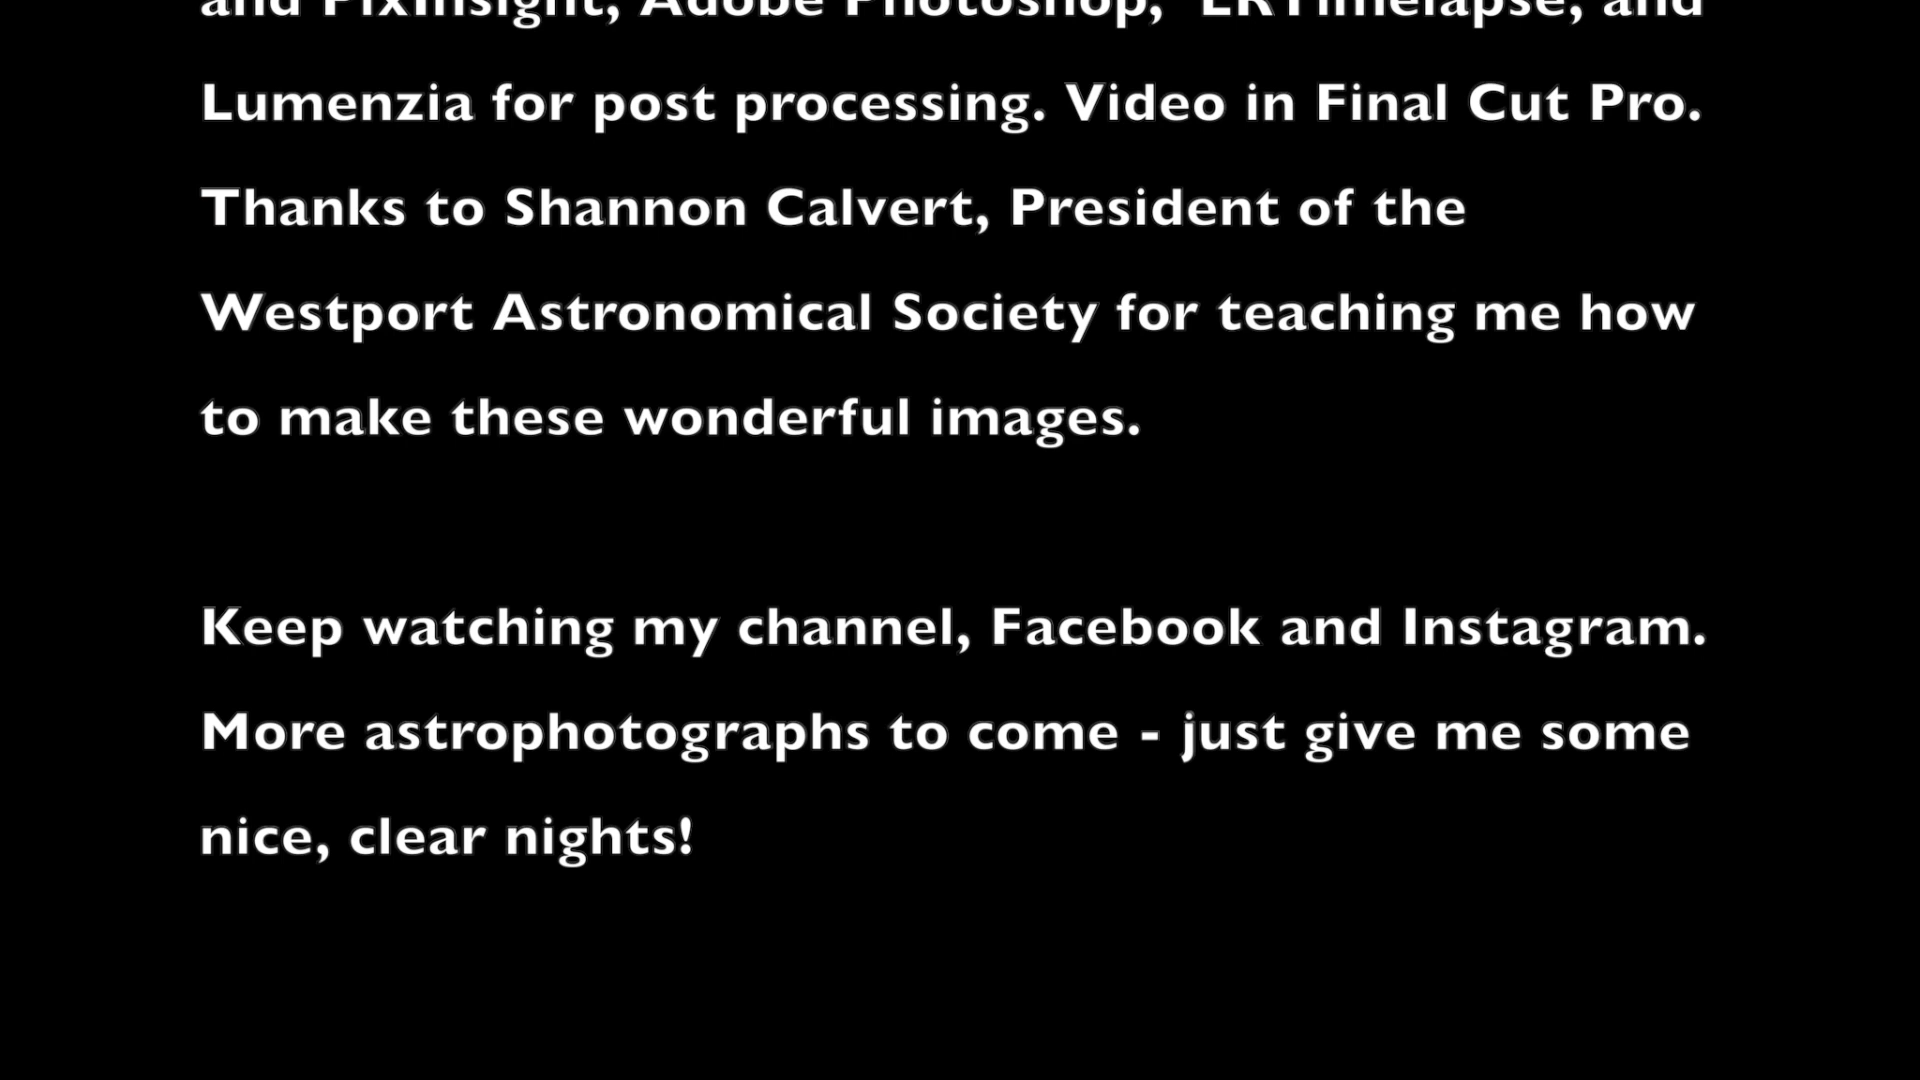 and PixInsight, Adobe Photoshop, LRTimelapse, and
Lumenzia for post processing. Video in Final Cut Pro.
Thanks to Shannon Calvert, President of the
Westport Astronomical Society for teaching me how
to make these wonderful images.
Keep watching my channel, Facebook and Instagram.
More astrophotographs to come - just give me some
nice, clear nights!